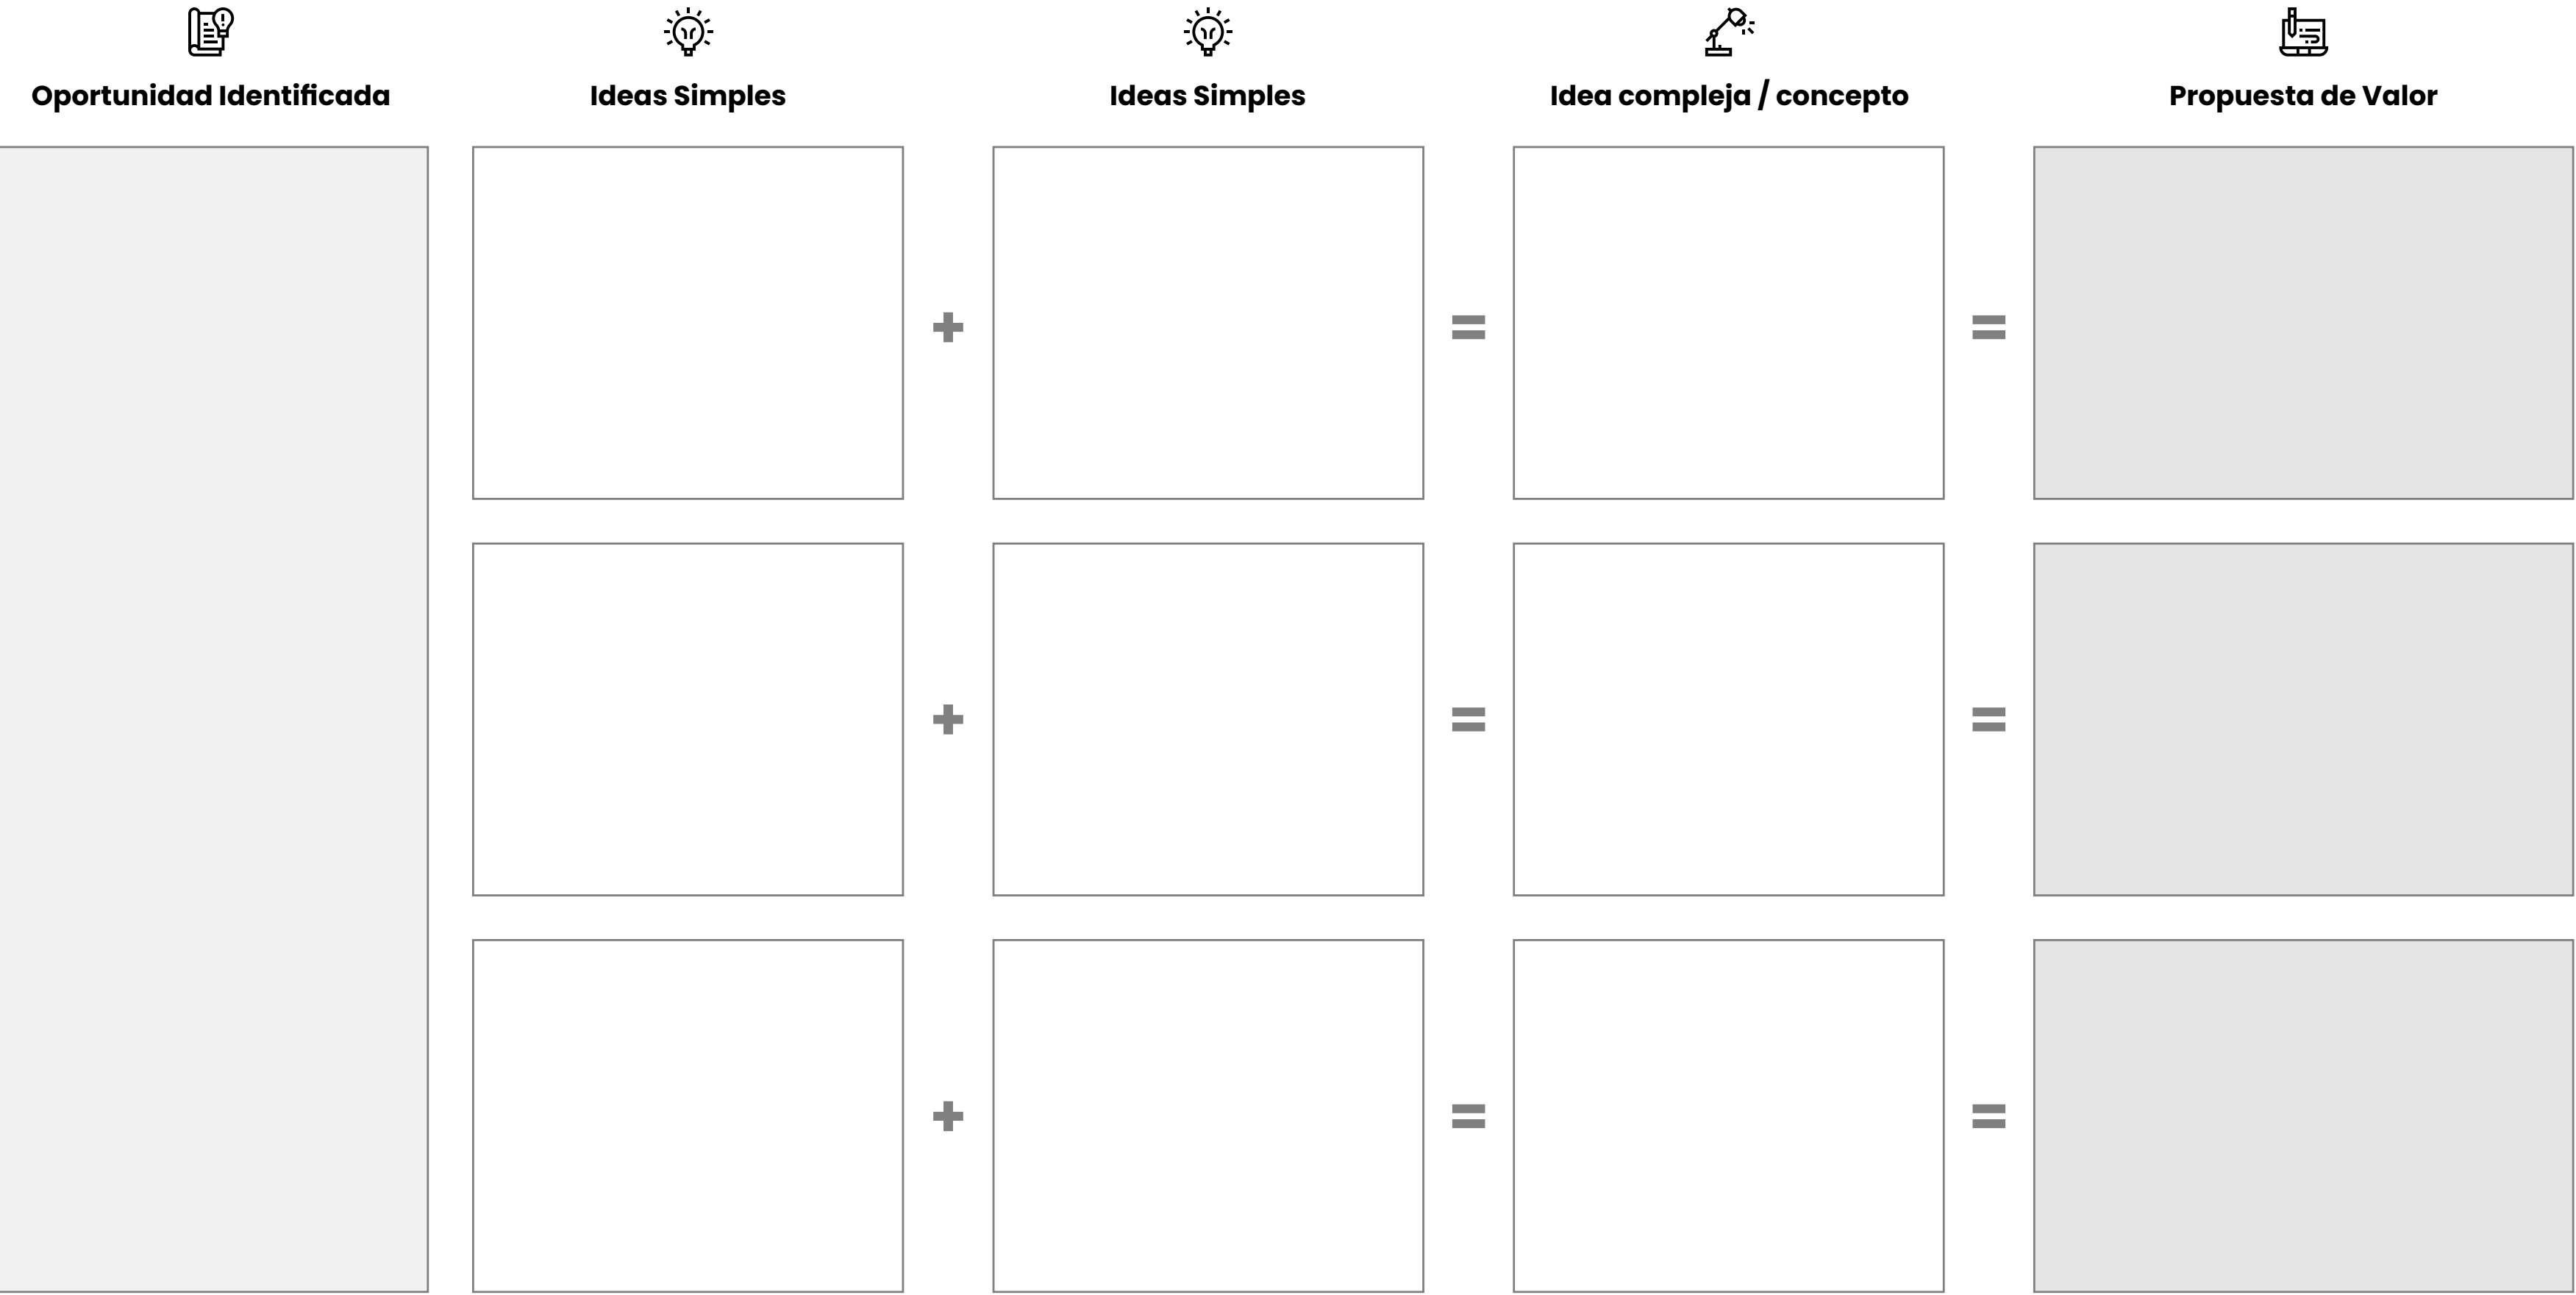 Oportunidad Identificada
Ideas Simples
Ideas Simples
Idea compleja / concepto
Propuesta de Valor
+
=
=
+
=
=
+
=
=